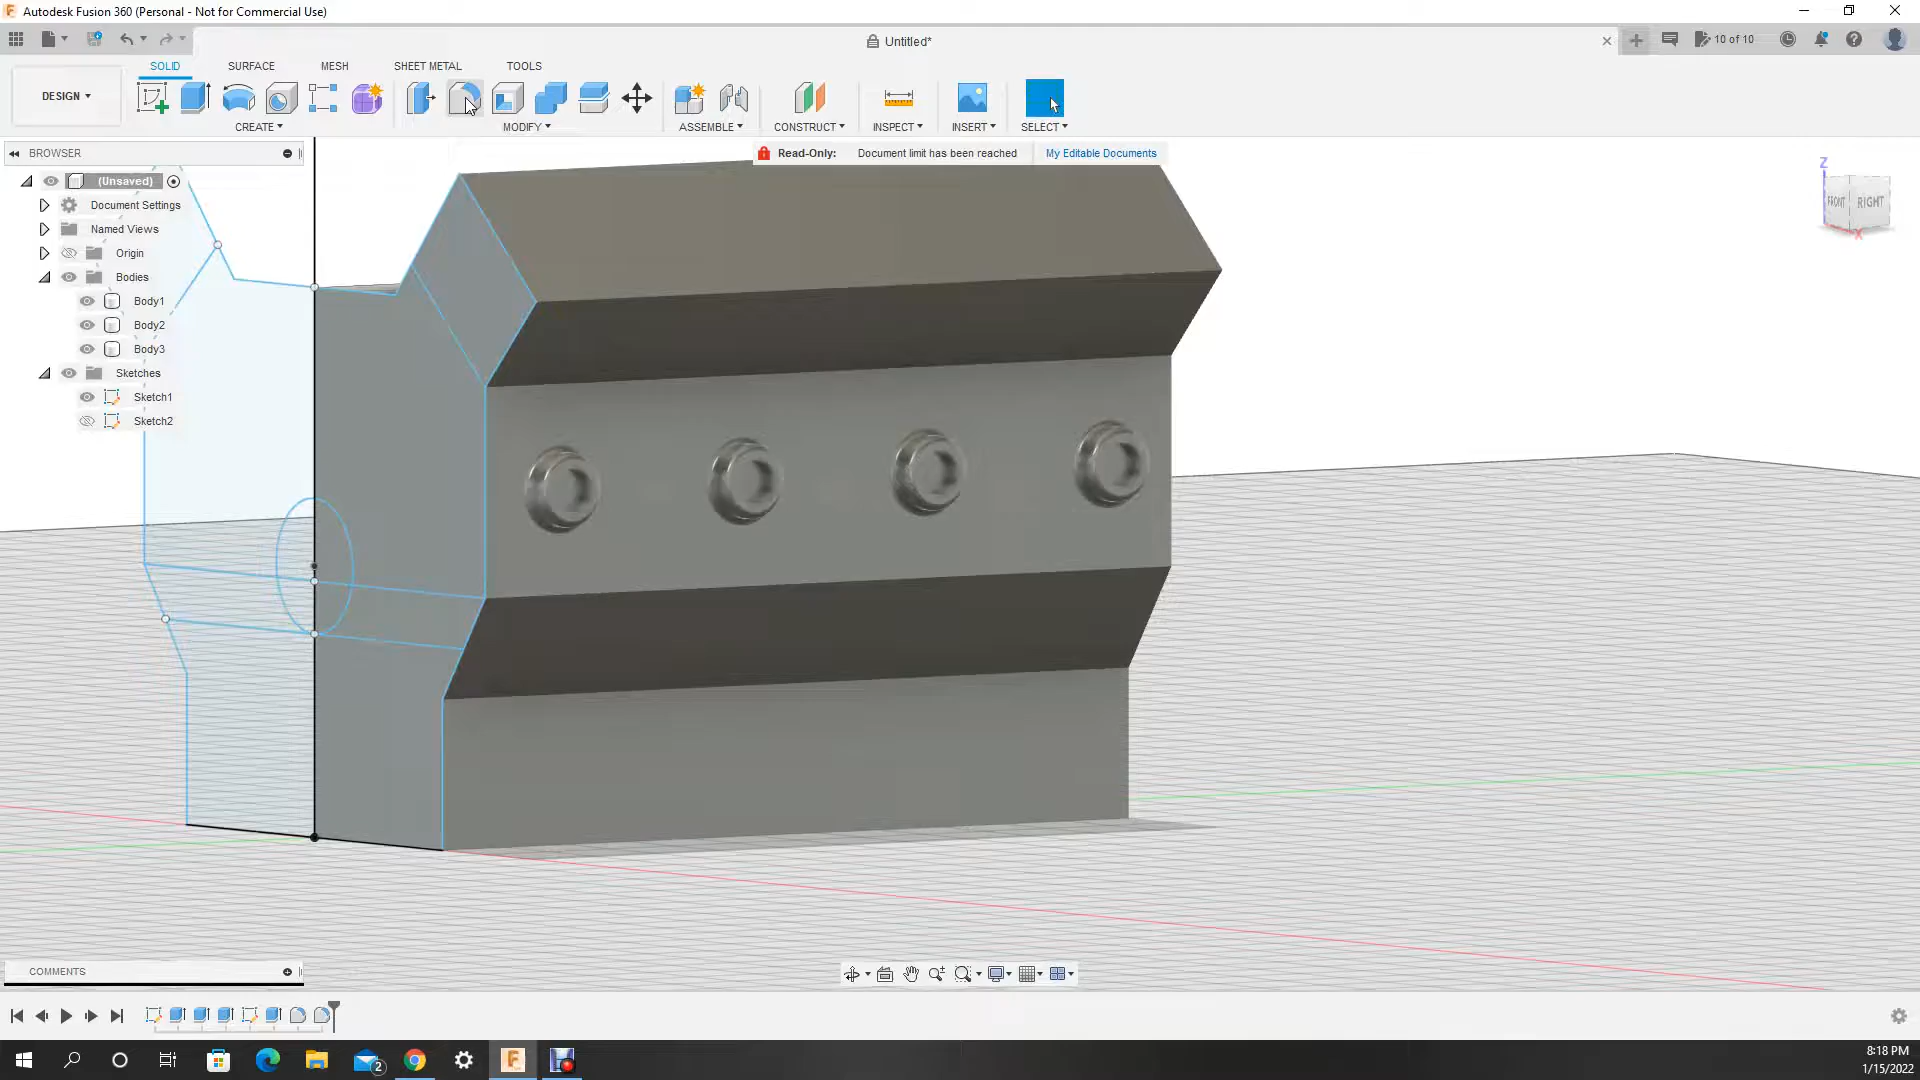 Autodesk Fusion 360 (Personal - Not for Commercial Use)
Untitled*
10 of 10
SOLID SURFACE MESH SHEET METAL TOOLS
DESIGN
CREATE MODIFY ASSEMBLE CONSTRUCT INSPECT INSERT SELECT
BROWSER
Read-Only: Document limit has been reached My Editable Documents
(Unsaved)
Document Settings
Named Views
Origin
Bodies
Body1
Body2
Body3
Sketches
Sketch1
Sketch2
Z
FRONT RIGHT
X
COMMENTS
2
8:18 PM
1/15/2022